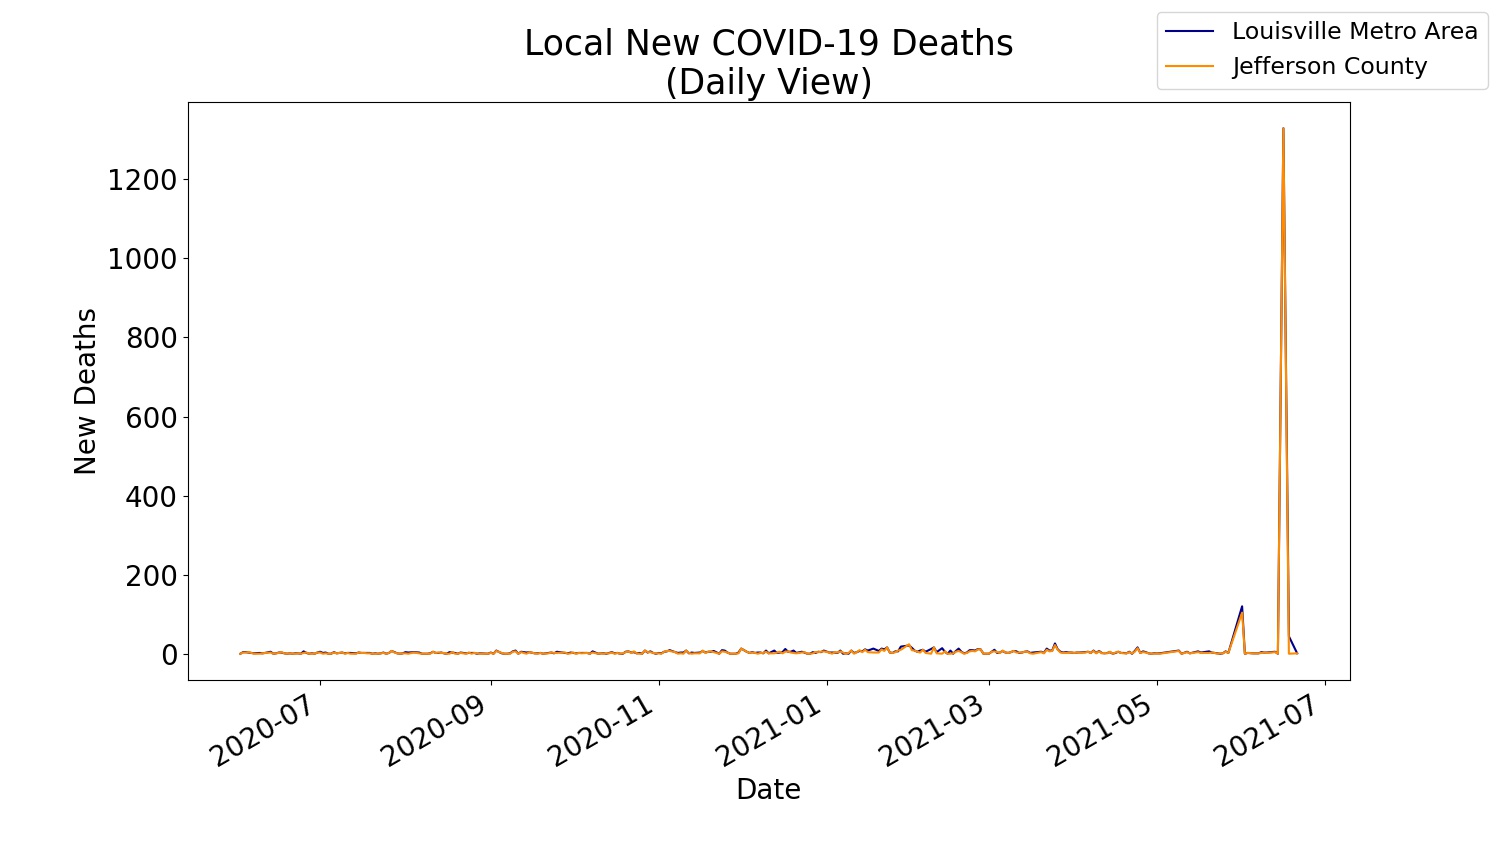 Local New COVID-19 Deaths
(Daily View)
Louisville Metro Area
Jefferson County
New Deaths
1200
1000
800
600
400
200
0
2020-07
2020-09
2020-11
2021-01
2021-03
2021-05
2021-07
Date